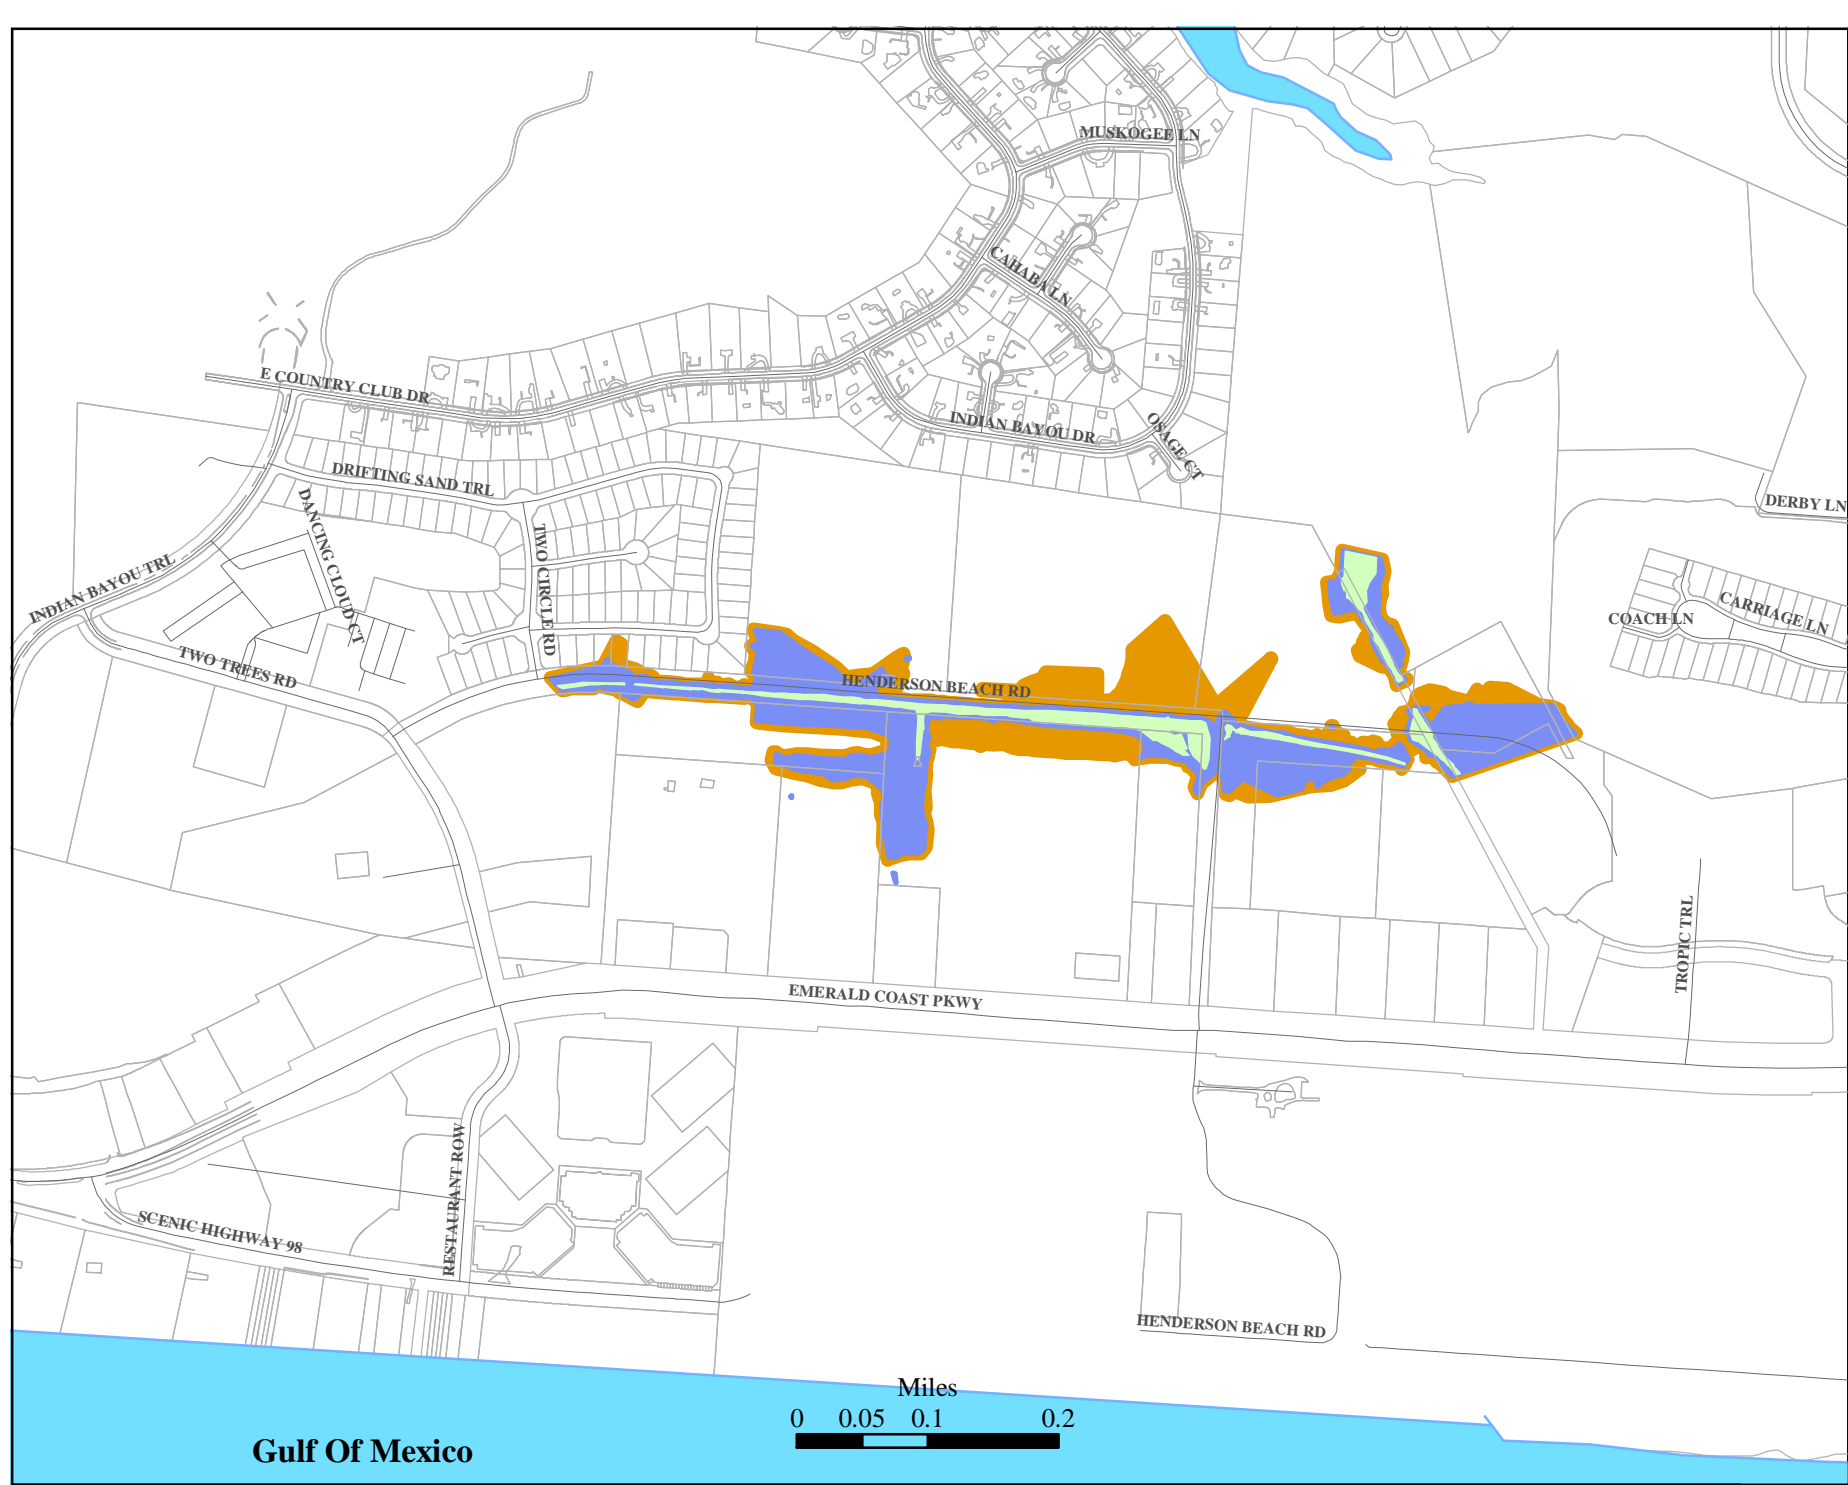 MUSKOGEE LN
CAHABA LN
E COUNTRY CLUB DR
INDIAN BAYOU DR
OSAGE CT
DRIFTING SAND TRL
DANCING CLOUD CT
TWO CIRCLE RD
DERBY LN
INDIAN BAYOU TRL
COACH LN
CARRIAGE LN
TWO TREES RD
HENDERSON BEACH RD
TROPIC TRL
EMERALD COAST PKWY
RESTAURANT ROW
SCENIC HIGHWAY 98
HENDERSON BEACH RD
Miles
0 0.05 0.1 0.2
Gulf Of Mexico